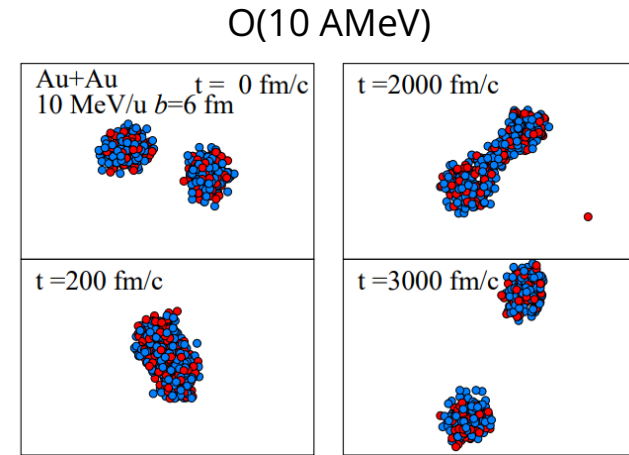 O(10 AMeV)
Au+Au t = 0 fm/c
10 MeV/u b=6 fm
t =200 fm/c
t =2000 fm/c
t =3000 fm/c